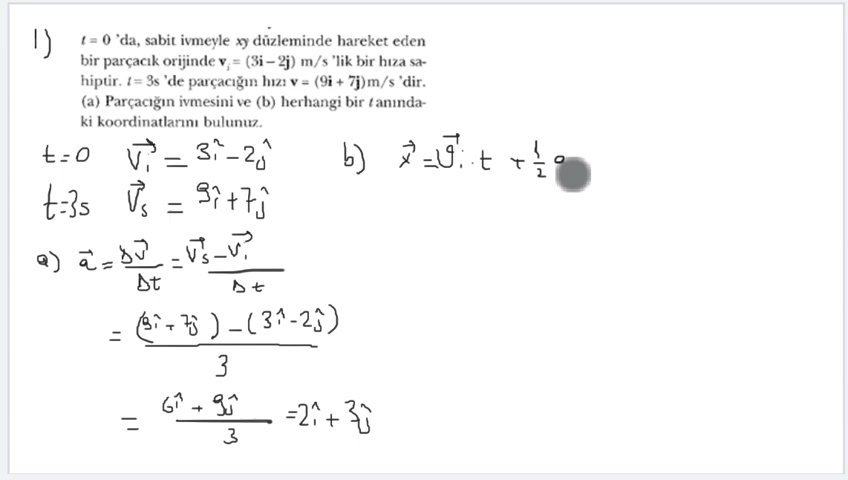 1)
t = 0 'da, sabit ivmeyle xy düzleminde hareket eden
bir parçacık orijinde vᵢ = (3i – 2j) m/s 'lik bir hıza sa-
hiptir. t = 3s 'de parçacığın hızı v = (9i + 7j)m/s 'dir.
(a) Parçacığın ivmesini ve (b) herhangi bir t anında-
ki koordinatlarını bulunuz.
t=0 V⃗ᵢ = 3î-2ĵ
t=3s V⃗s = 9î+7ĵ
a) a⃗ = ΔV⃗/Δt = (V⃗s - V⃗ᵢ)/Δt
= ((9î+7ĵ) - (3î-2ĵ))/3
= (6î + 9ĵ)/3 = 2î + 3ĵ
b) x⃗ = V⃗ᵢ . t + 1/2